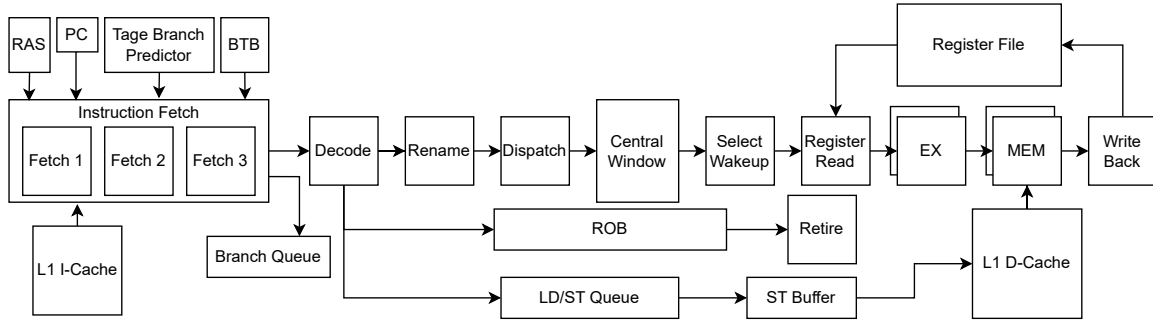 RAS
PC
Tage Branch
Predictor
BTB
Register File
Instruction Fetch
Fetch 1
Fetch 2
Fetch 3
Decode
Rename
Dispatch
Central
Window
Select
Wakeup
Register
Read
EX
MEM
Write
Back
L1 I-Cache
Branch Queue
ROB
Retire
LD/ST Queue
ST Buffer
L1 D-Cache